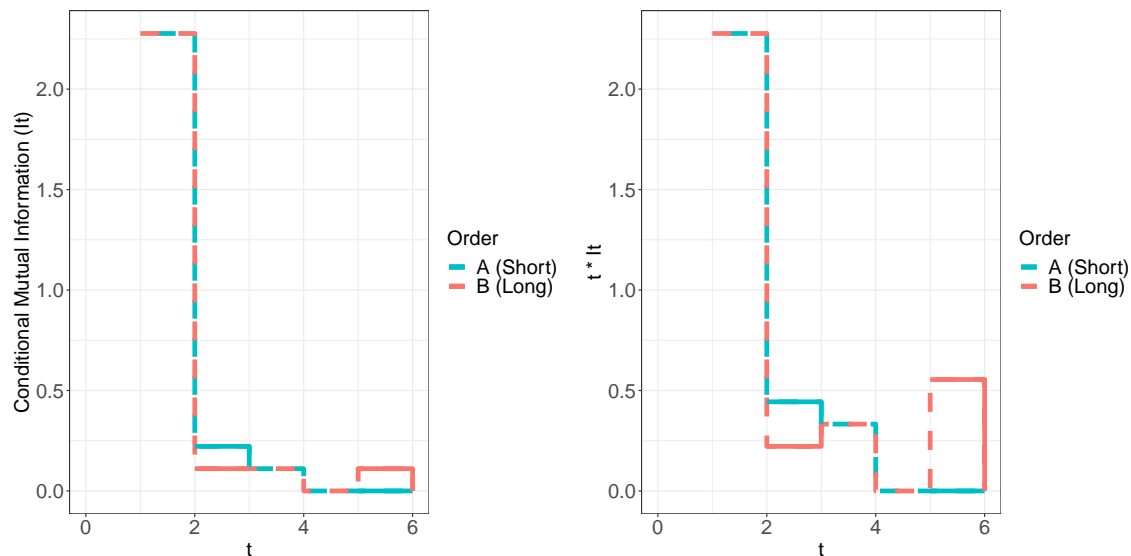 Conditional Mutual Information (It)
2.0
1.5
1.0
0.5
0.0
0
2
4
6
t
Order
A (Short)
B (Long)
t * It
2.0
1.5
1.0
0.5
0.0
0
2
4
6
t
Order
A (Short)
B (Long)